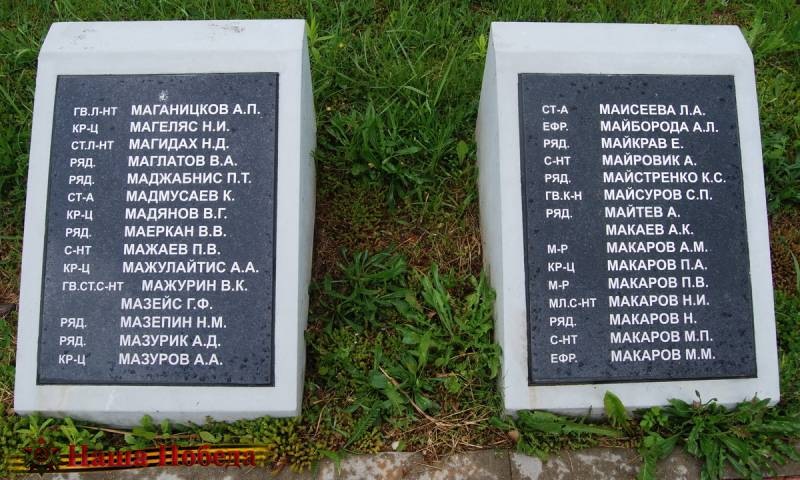 ГВ.Л-НТ МАГАНИЦКОВ А.П.
КР-Ц МАГЕЛЯС Н.И.
СТ.Л-НТ МАГИДАХ Н.Д.
РЯД. МАГЛАТОВ В.А.
РЯД. МАДЖАБНИС П.Т.
СТ-А МАДМУСАЕВ К.
КР-Ц МАДЯНОВ В.Г.
РЯД. МАЕРКАН В.В.
С-НТ МАЖАЕВ П.В.
КР-Ц МАЖУЛАЙТИС А.А.
ГВ.СТ.С-НТ МАЖУРИН В.К.
МАЗЕЙС Г.Ф.
РЯД. МАЗЕПИН Н.М.
РЯД. МАЗУРИК А.Д.
КР-Ц МАЗУРОВ А.А.
СТ-А МАИСЕЕВА Л.А.
ЕФР. МАЙБОРОДА А.Л.
РЯД. МАЙКРАВ Е.
С-НТ МАЙРОВИК А.
РЯД. МАЙСТРЕНКО К.С.
ГВ.К-Н МАЙСУРОВ С.П.
РЯД. МАЙТЕВ А.
МАКАЕВ А.К.
М-Р МАКАРОВ А.М.
КР-Ц МАКАРОВ П.А.
М-Р МАКАРОВ П.В.
МЛ.С-НТ МАКАРОВ Н.И.
РЯД. МАКАРОВ Н.
С-НТ МАКАРОВ М.П.
ЕФР. МАКАРОВ М.М.
Наша Победа